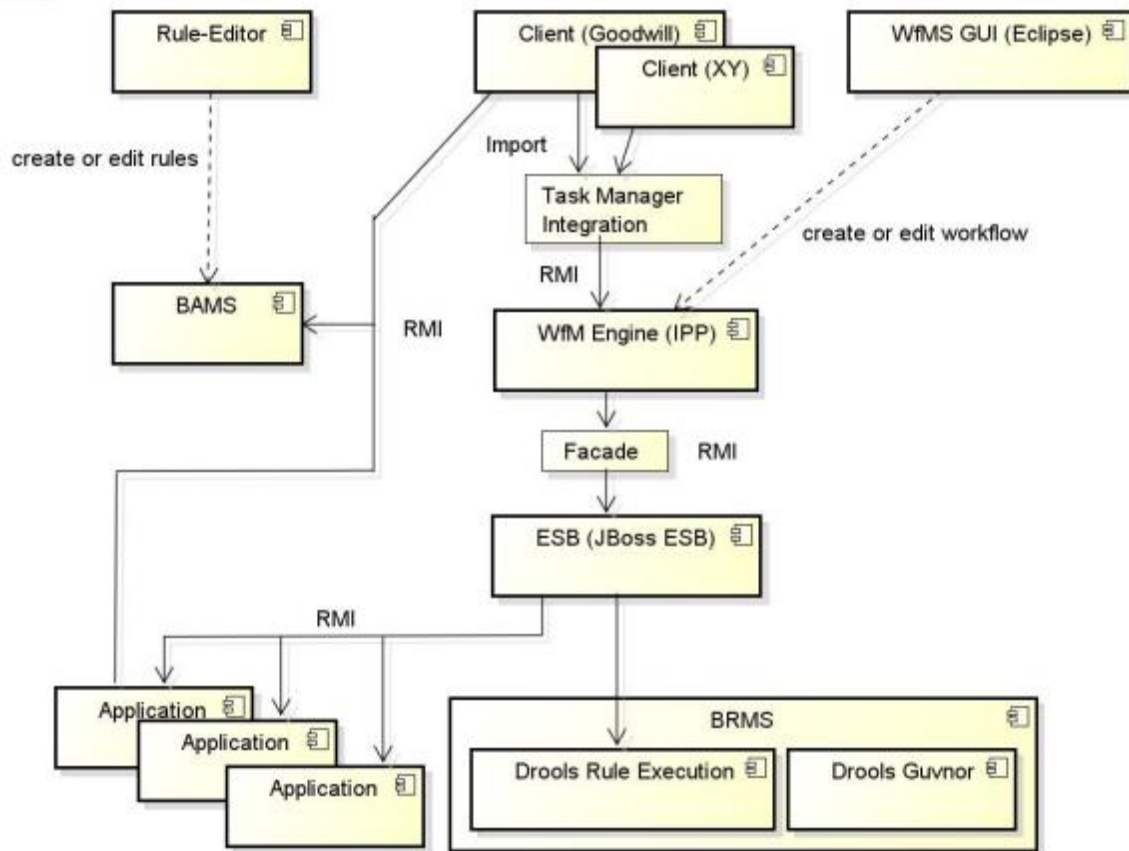 Rule-Editor
Client (Goodwill)
WfMS GUI (Eclipse)
Client (XY)
Import
create or edit rules
Task Manager
Integration
create or edit workflow
RMI
BAMS
RMI
WfM Engine (IPP)
Facade
RMI
ESB (JBoss ESB)
RMI
Application
Application
Application
BRMS
Drools Rule Execution
Drools Guvnor